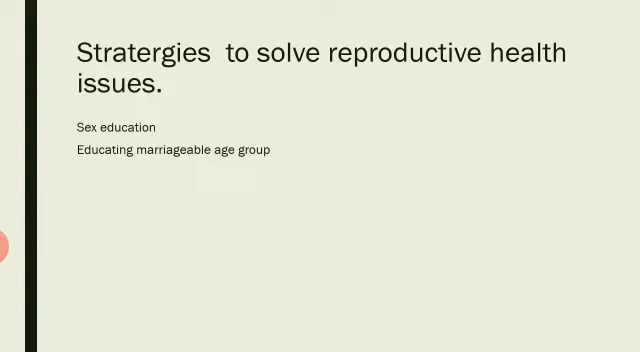 Stratergies  to solve reproductive health
issues.
Sex education
Educating marriageable age group